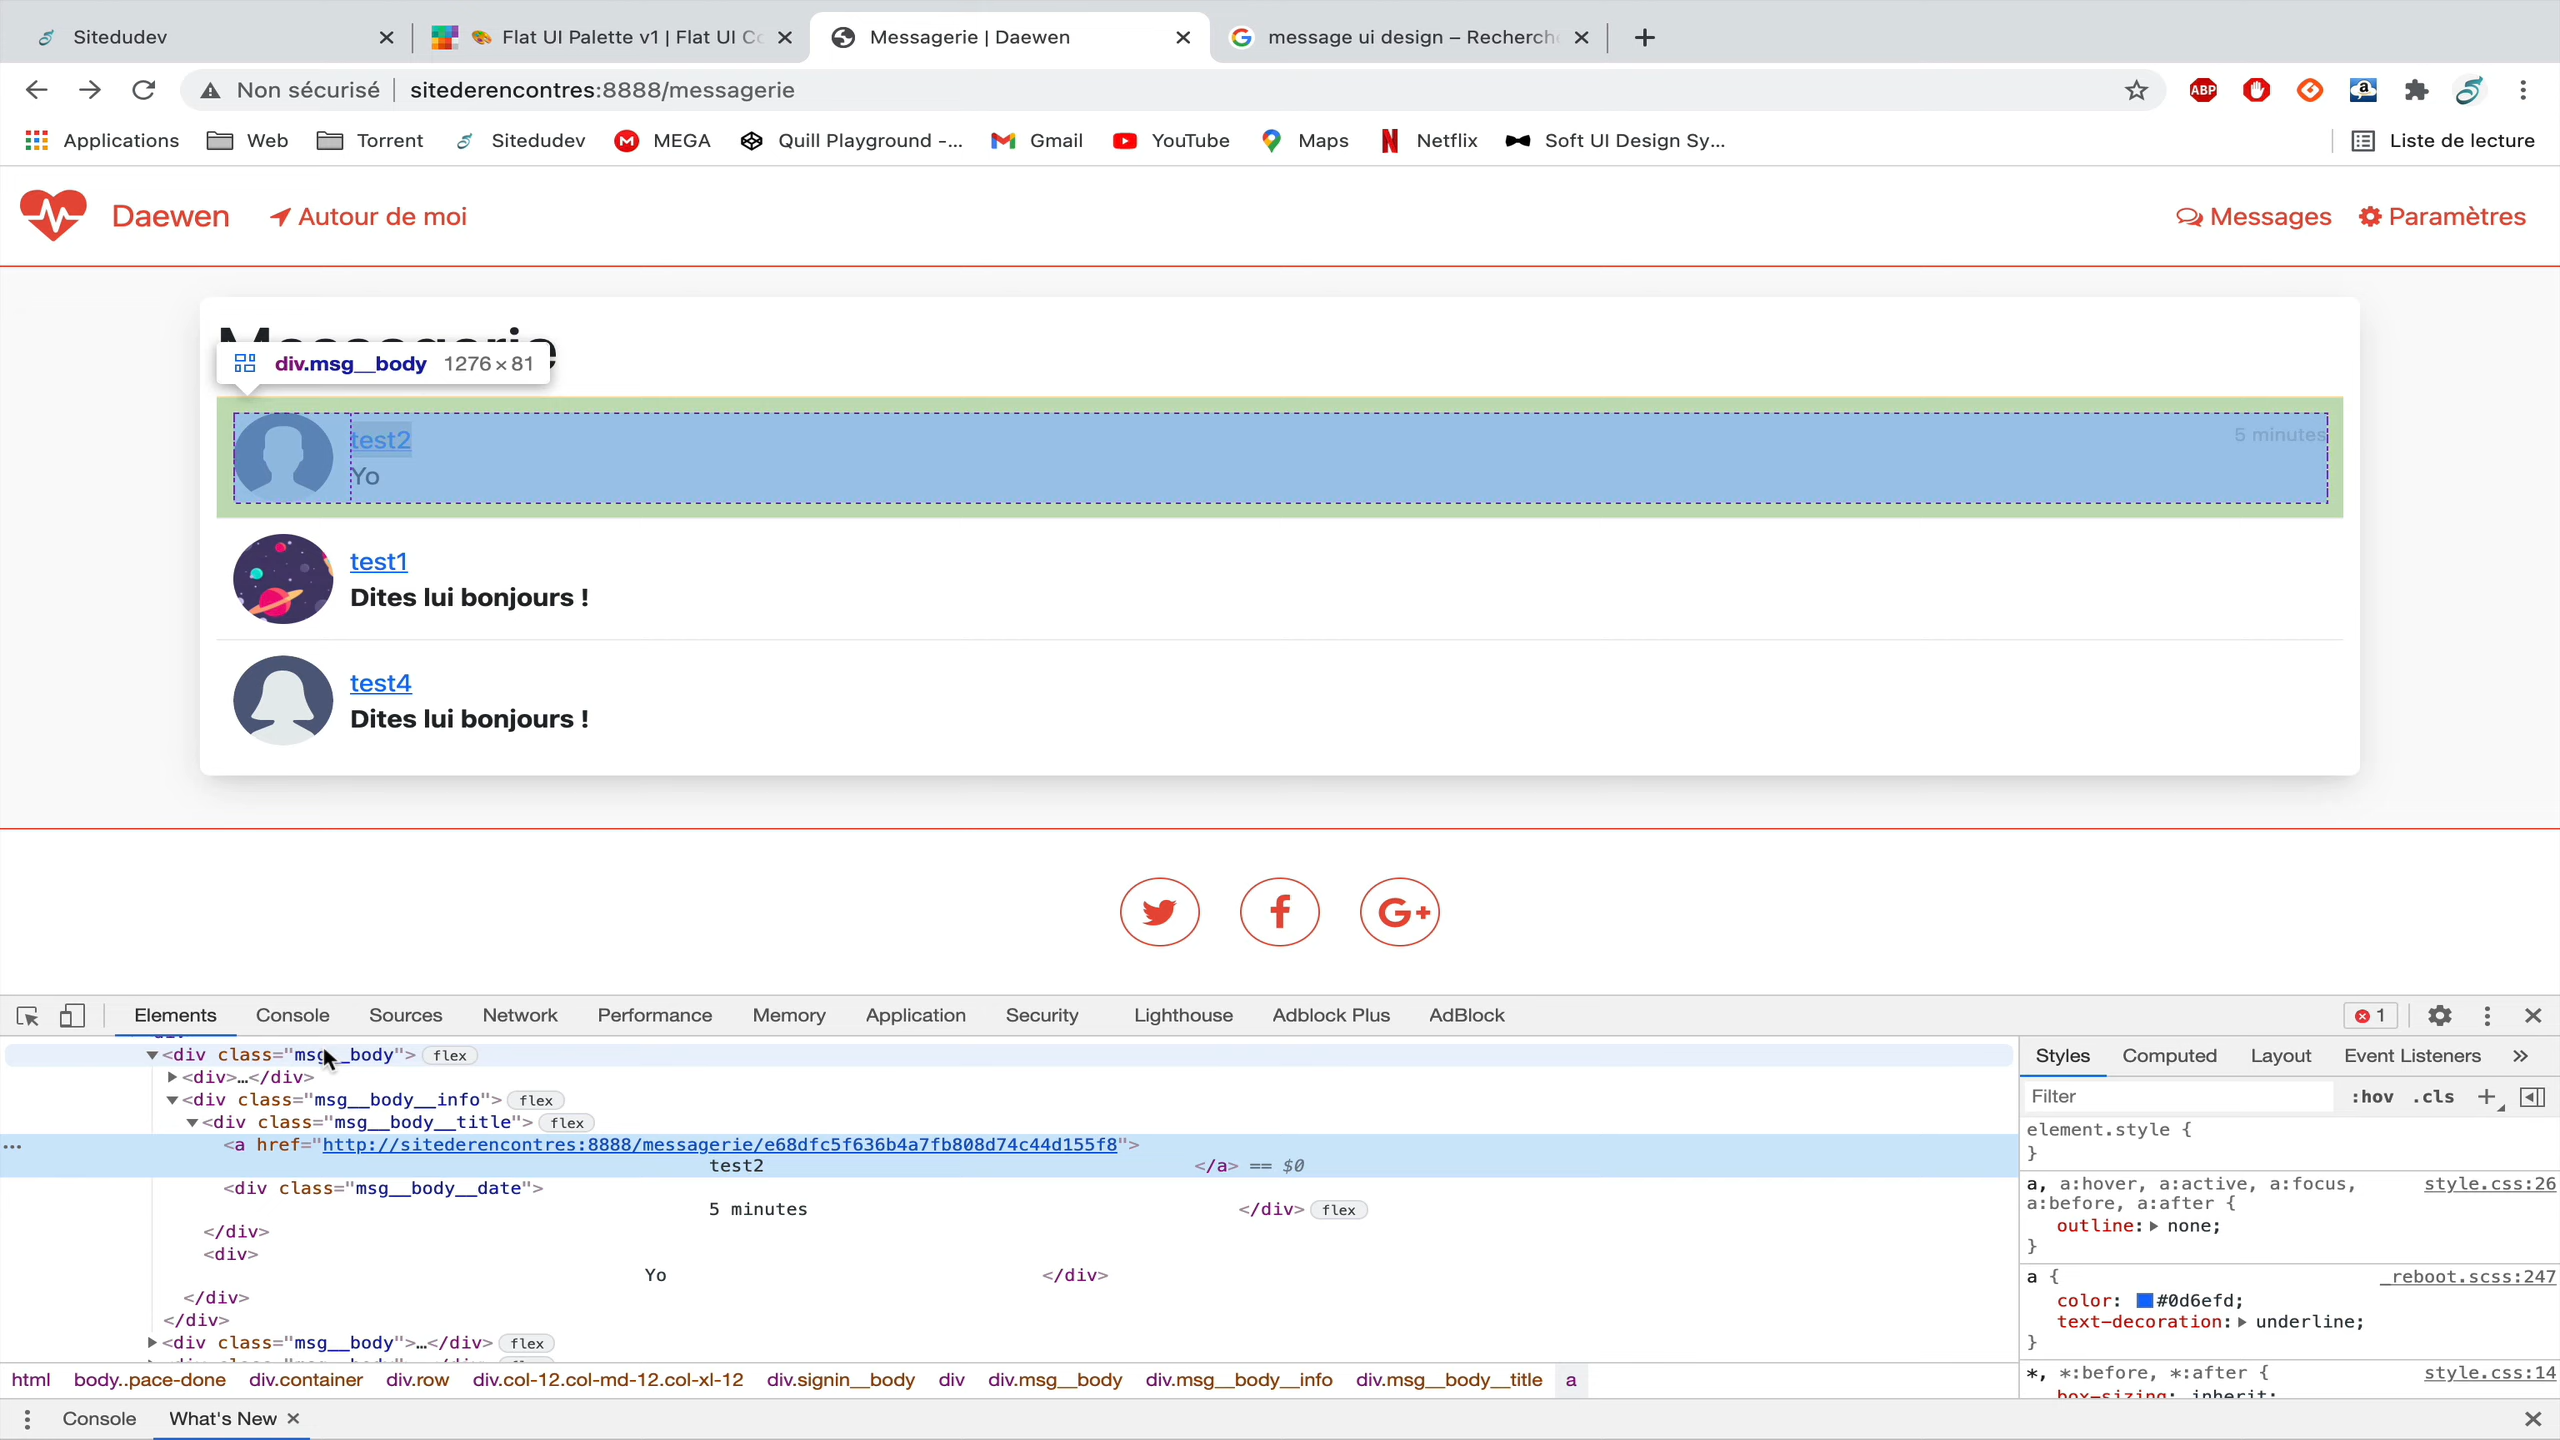 Sitedudev
Flat UI Palette v1 | Flat UI Co
Messagerie | Daewen
message ui design – Recherche
Non sécurisé
sitederencontres:8888/messagerie
Applications
Web
Torrent
Sitedudev
MEGA
Quill Playground -...
Gmail
YouTube
Maps
Netflix
Soft UI Design Sy...
Liste de lecture
Daewen
Autour de moi
Messages
Paramètres
Messagerie
div.msg__body 1276×81
test2
5 minutes
Yo
test1
Dites lui bonjours !
test4
Dites lui bonjours !
Elements
Console
Sources
Network
Performance
Memory
Application
Security
Lighthouse
Adblock Plus
AdBlock
1
<div class="msg__body"> flex
<div>…</div>
<div class="msg__body__info"> flex
<div class="msg__body__title"> flex
<a href="http://sitederencontres:8888/messagerie/e68dfc5f636b4a7fb808d74c44d155f8">
test2 </a> == $0
<div class="msg__body__date">
5 minutes </div> flex
</div>
<div>
Yo </div>
</div>
</div>
<div class="msg__body">…</div> flex
html body..pace-done div.container div.row div.col-12.col-md-12.col-xl-12 div.signin__body div div.msg__body div.msg__body__info div.msg__body__title a
Styles
Computed
Layout
Event Listeners
Filter
:hov .cls
element.style {
}
a, a:hover, a:active, a:focus, style.css:26
a:before, a:after {
outline: none;
}
a { _reboot.scss:247
color: #0d6efd;
text-decoration: underline;
}
*, *:before, *:after { style.css:14
box-sizing: inherit;
Console
What's New
ABP